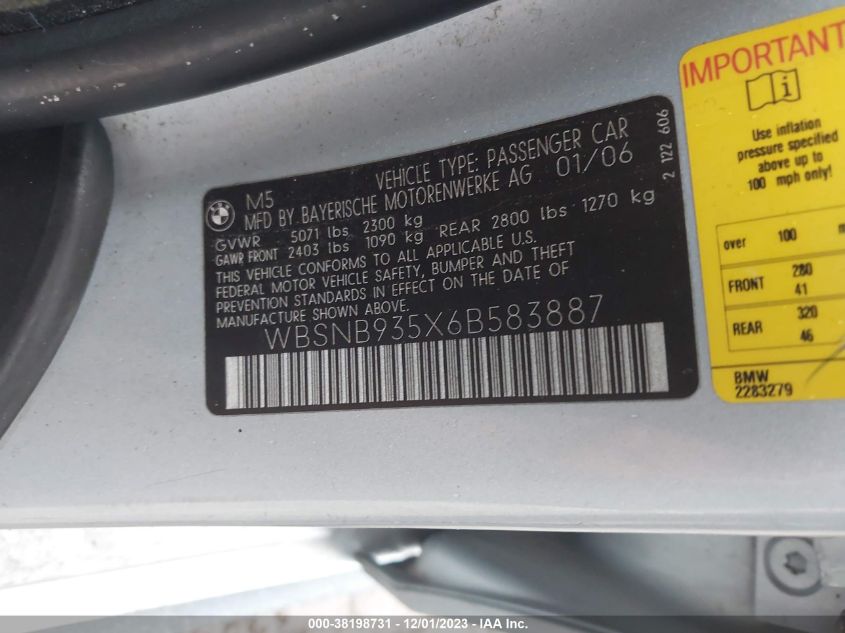 M5 VEHICLE TYPE: PASSENGER CAR
MFD BY. BAYERISCHE MOTORENWERKE AG 01/06
GVWR 5071 lbs 2300 kg
GAWR FRONT 2403 lbs 1090 kg REAR 2800 lbs 1270 kg
THIS VEHICLE CONFORMS TO ALL APPLICABLE U.S.
FEDERAL MOTOR VEHICLE SAFETY, BUMPER AND THEFT
PREVENTION STANDARDS IN EFFECT ON THE DATE OF
MANUFACTURE SHOWN ABOVE.
WBSNB935X6B583887
2 122 606
IMPORTANT
Use inflation
pressure specified
above up to
100 mph only!
over 100 m
FRONT 280
41
REAR 320
46
BMW
2283279
000-38198731 - 12/01/2023 -